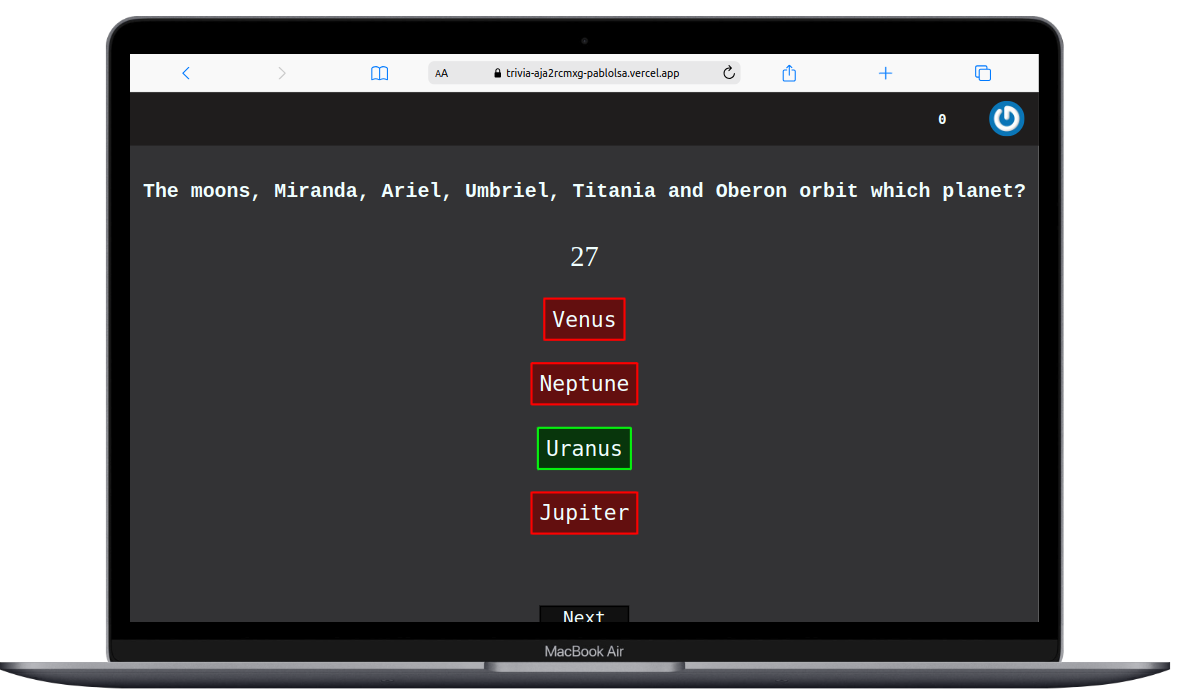 AA trivia-aja2rcmxg-pablolsa.vercel.app
0
The moons, Miranda, Ariel, Umbriel, Titania and Oberon orbit which planet?
27
Venus
Neptune
Uranus
Jupiter
Next
MacBook Air